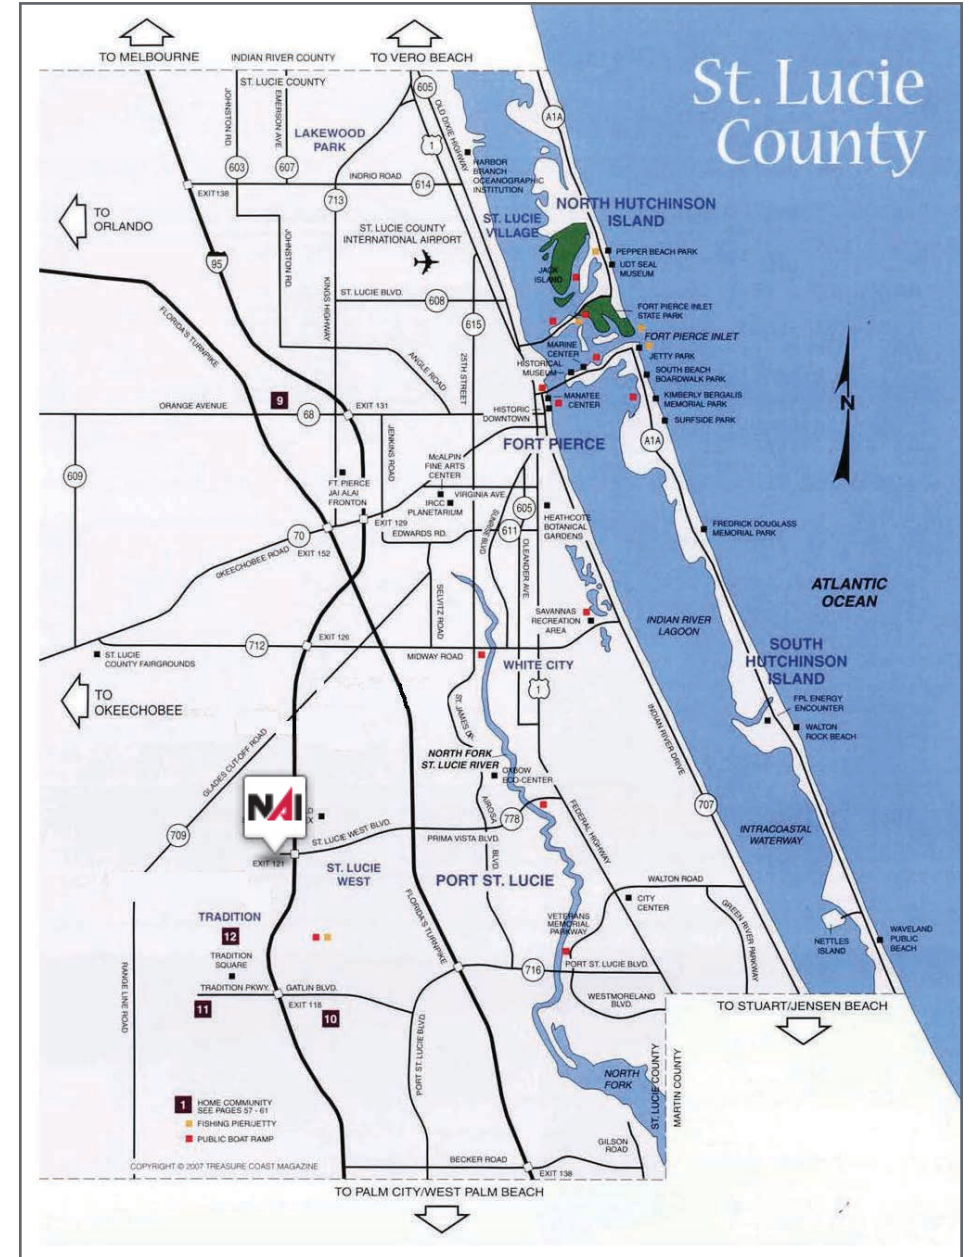 TO MELBOURNE
INDIAN RIVER COUNTY
TO VERO BEACH
ST. LUCIE COUNTY
St. Lucie
County
605
OLD DIXIE HIGHWAY
A1A
JOHNSTON RD
EMERSON AVE
LAKEWOOD
PARK
1
HARBOR
BRANCH
OCEANOGRAPHIC
INSTITUTION
603
607
INDRIO ROAD
614
EXIT138
713
TO
ORLANDO
ST. LUCIE COUNTY
INTERNATIONAL AIRPORT
ST. LUCIE
VILLAGE
NORTH HUTCHINSON
ISLAND
95
JOHNSTON RD.
PEPPER BEACH PARK
UDT SEAL
MUSEUM
JACK
ISLAND
KINGS HIGHWAY
ST. LUCIE BLVD.
608
615
FORT PIERCE INLET
STATE PARK
FLORIDA'S TURNPIKE
FORT PIERCE INLET
MARINE
CENTER
JETTY PARK
HISTORICAL
MUSEUM
SOUTH BEACH
BOARDWALK PARK
ANGLE ROAD
25TH STREET
MANATEE
CENTER
KIMBERLY BERGALIS
MEMORIAL PARK
N
9
ORANGE AVENUE
68
EXIT 131
HISTORIC
DOWNTOWN
SURFSIDE PARK
FORT PIERCE
A1A
JENKINS ROAD
609
McALPIN
FINE ARTS
CENTER
FT. PIERCE
JAI ALAI
FRONTON
IRCC
PLANETARIUM
VIRGINIA AVE.
605
HEATHCOTE
BOTANICAL
GARDENS
EXIT 129
EDWARDS RD.
SUNRISE BLVD
611
70
OKEECHOBEE ROAD
EXIT 152
OLEANDER AVE.
FREDRICK DOUGLASS
MEMORIAL PARK
ATLANTIC
OCEAN
SELVITZ ROAD
SAVANNAS
RECREATION
AREA
INDIAN RIVER
LAGOON
712
EXIT 126
ST. LUCIE
COUNTY FAIRGROUNDS
MIDWAY ROAD
WHITE CITY
SOUTH
HUTCHINSON
ISLAND
TO
OKEECHOBEE
1
FPL ENERGY
ENCOUNTER
WALTON
ROCK BEACH
ST. JAMES DR.
INDIAN RIVER DRIVE
GLADES CUT-OFF ROAD
NORTH FORK
ST. LUCIE RIVER
OXBOW
ECO-CENTER
NAI
D
X
AIROSA
BLVD
778
FEDERAL HIGHWAY
707
709
ST. LUCIE WEST BLVD.
PRIMA VISTA BLVD.
INTRACOASTAL
WATERWAY
EXIT 121
ST. LUCIE
WEST
PORT ST. LUCIE
WALTON ROAD
CITY
CENTER
FLORIDA'S TURNPIKE
GREEN RIVER PARKWAY
TRADITION
12
VETERANS
MEMORIAL
PARKWAY
NETTLES
ISLAND
WAVELAND
PUBLIC
BEACH
TRADITION
SQUARE
RANGE LINE ROAD
716
PORT ST. LUCIE BLVD.
TRADITION PKWY.
GATLIN BLVD.
EXIT 118
11
10
WESTMORELAND
BLVD.
TO STUART/JENSEN BEACH
PORT ST. LUCIE BLVD.
NORTH
FORK
ST. LUCIE COUNTY
MARTIN COUNTY
1
HOME COMMUNITY
SEE PAGES 57 - 61
FISHING PIER/JETTY
PUBLIC BOAT RAMP
GILSON
ROAD
COPYRIGHT © 2007 TREASURE COAST MAGAZINE
BECKER ROAD
EXIT 138
TO PALM CITY/WEST PALM BEACH